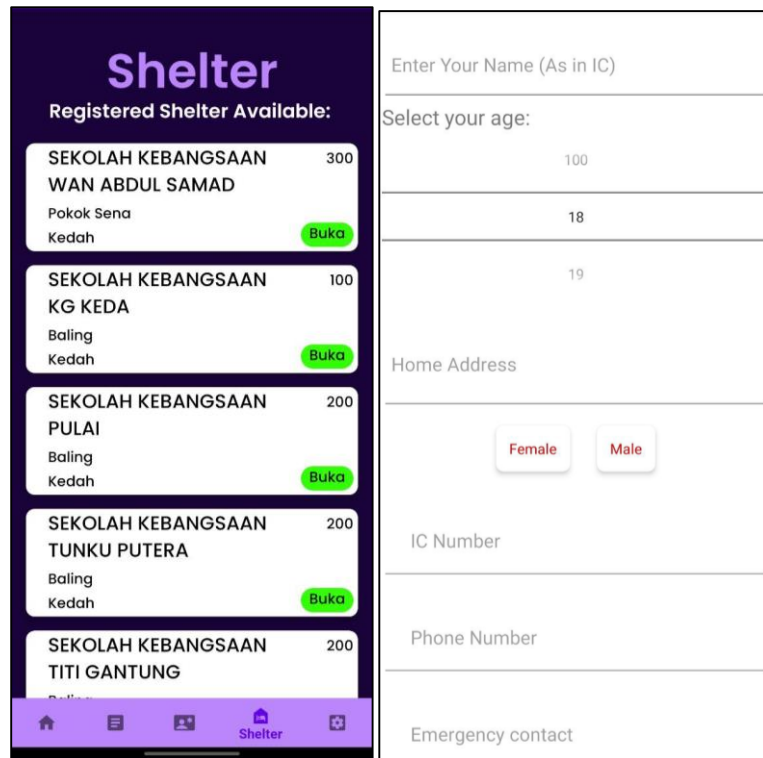 Shelter
Registered Shelter Available:
SEKOLAH KEBANGSAAN 300
WAN ABDUL SAMAD
Pokok Sena
Kedah Buka
SEKOLAH KEBANGSAAN 100
KG KEDA
Baling
Kedah Buka
SEKOLAH KEBANGSAAN 200
PULAI
Baling
Kedah Buka
SEKOLAH KEBANGSAAN 200
TUNKU PUTERA
Baling
Kedah Buka
SEKOLAH KEBANGSAAN 200
TITI GANTUNG
Shelter
Enter Your Name (As in IC)
Select your age:
100
18
19
Home Address
Female Male
IC Number
Phone Number
Emergency contact